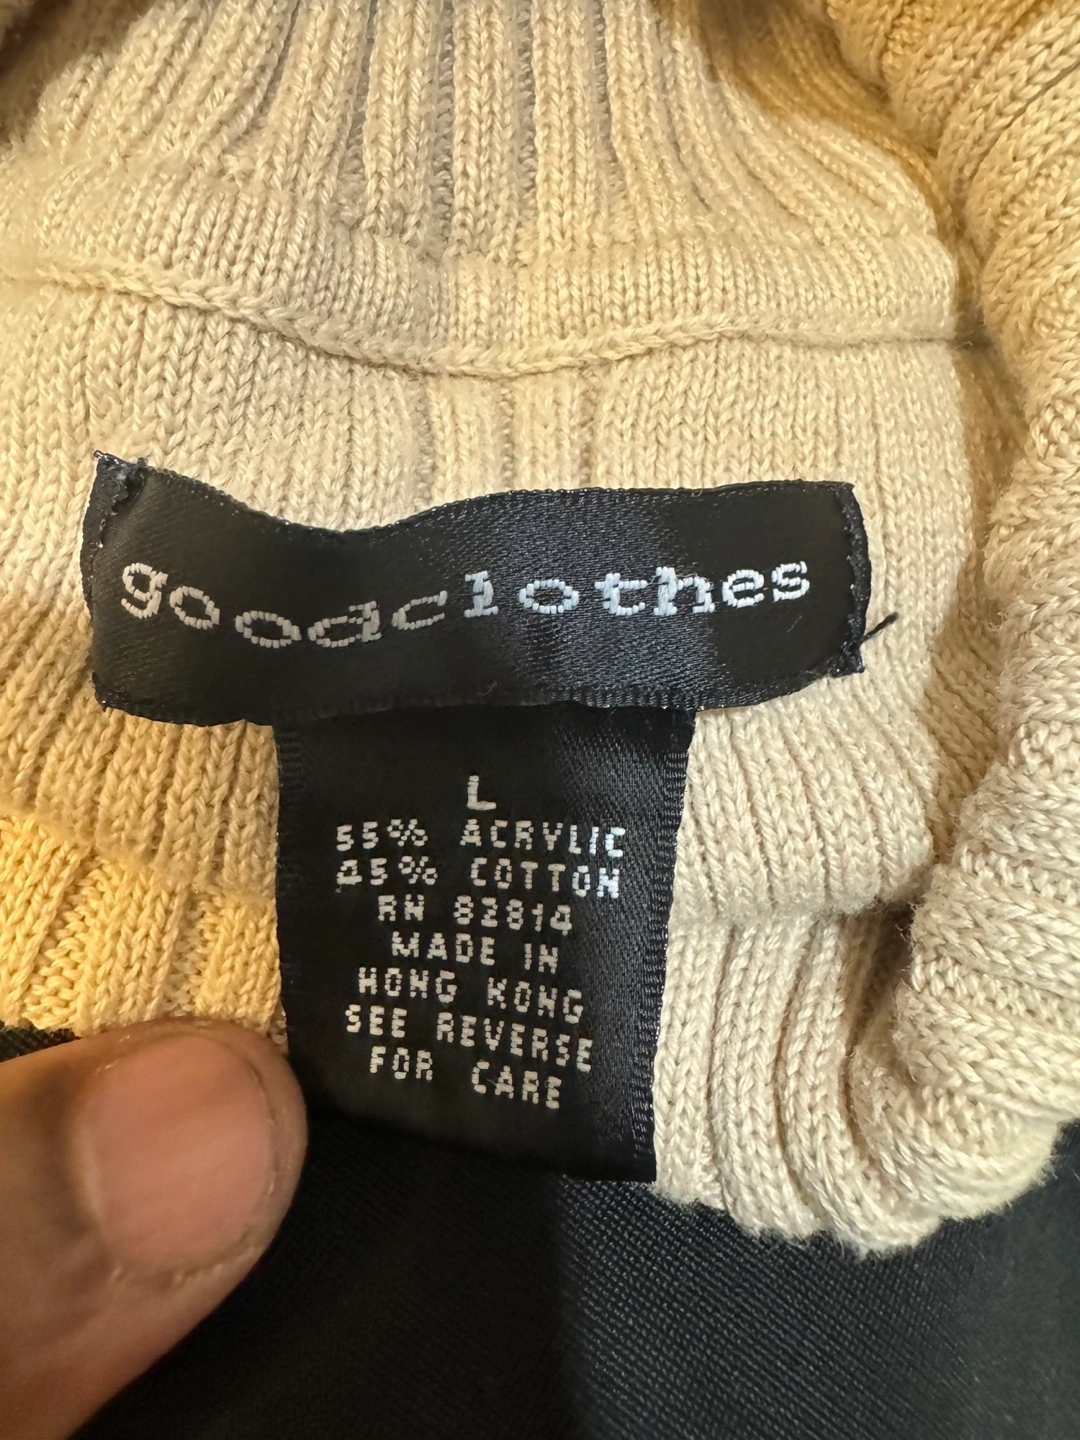 goodclothes
L
55% ACRYLIC
45% COTTON
RN 82814
MADE IN
HONG KONG
SEE REVERSE
FOR CARE